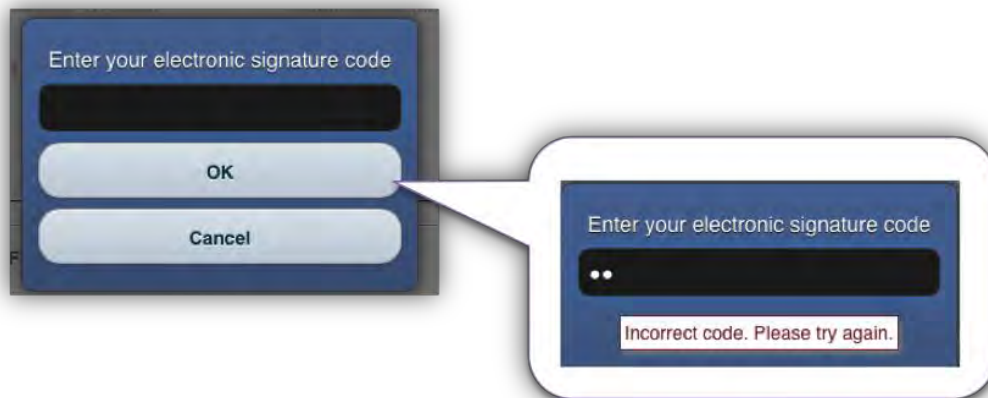 Enter your electronic signature code
OK
Cancel
F
Enter your electronic signature code
Incorrect code. Please try again.